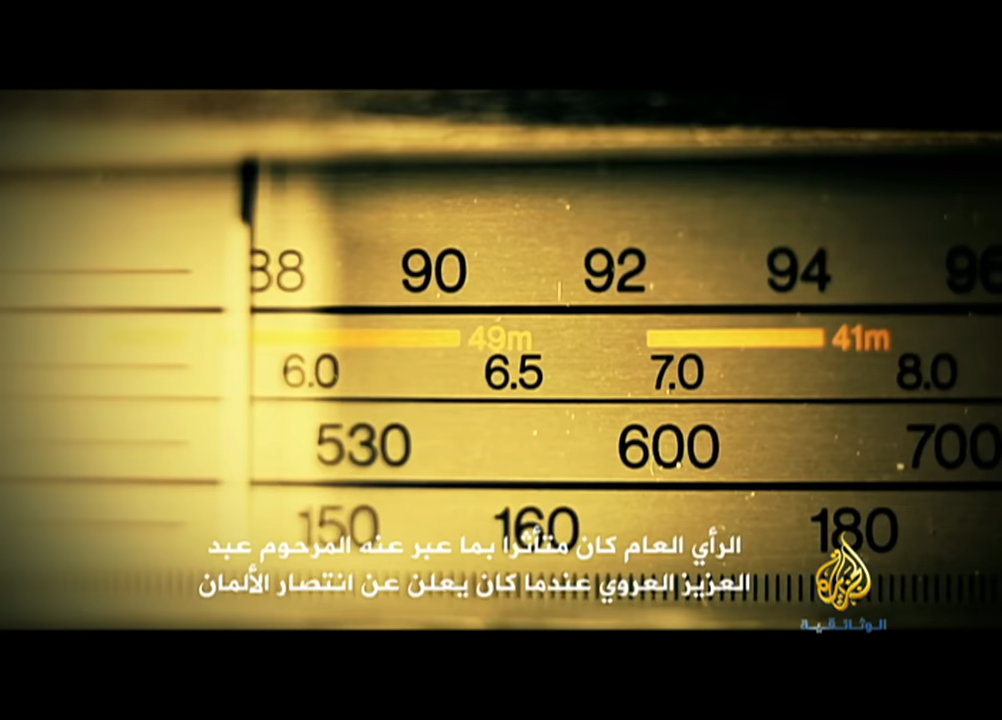 88 90 92 94 96
49m 41m
6.0 6.5 7.0 8.0
530 600 700
150 160 180
الرأي العام كان متأثرا بما عبر عنه المرحوم عبد
العزيز العروي عندما كان يعلن عن انتصار الألمان
الجزيرة
الوثائقية